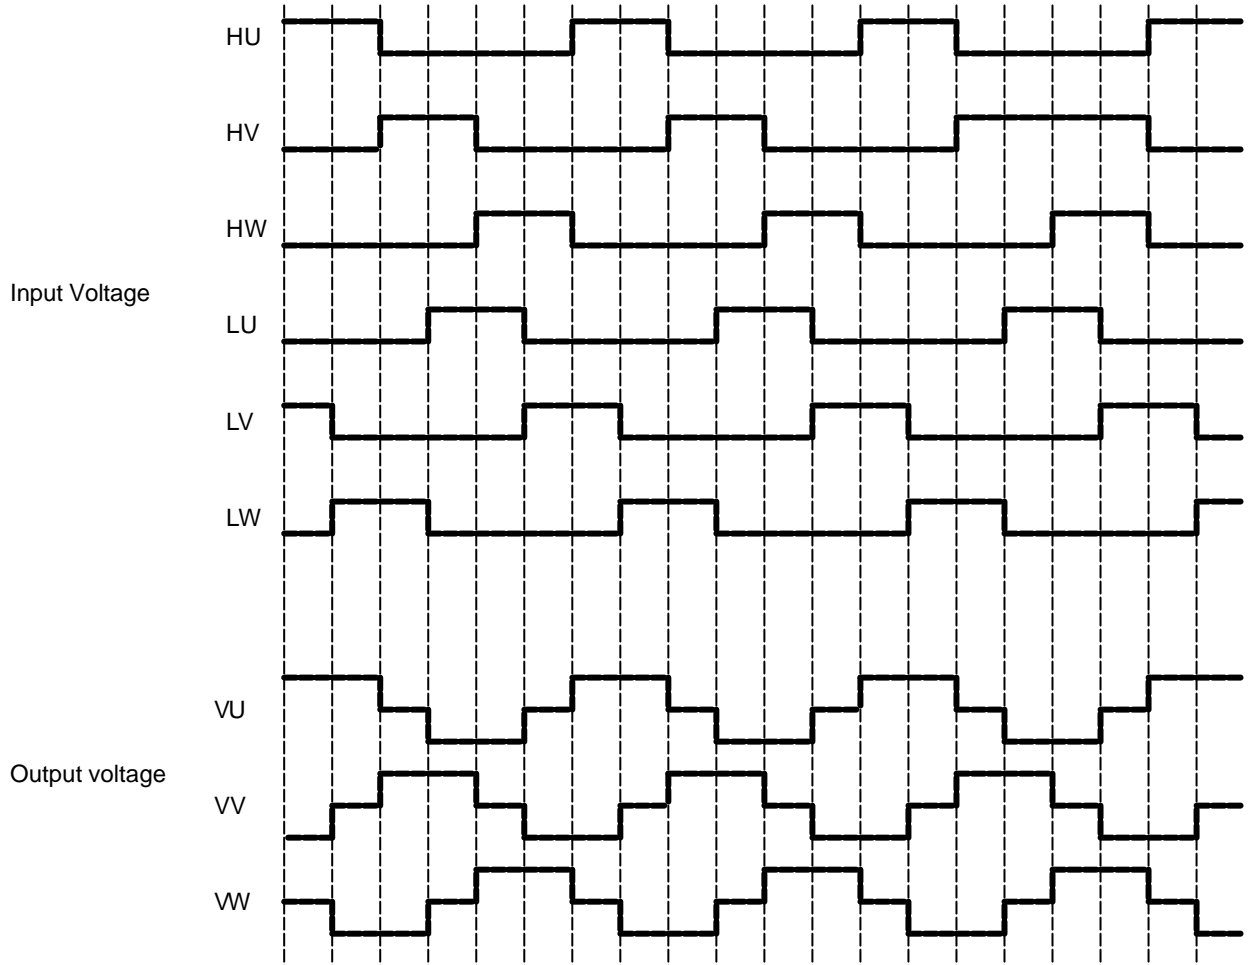 HU
HV
HW
Input Voltage
LU
LV
LW
VU
Output voltage
VV
VW